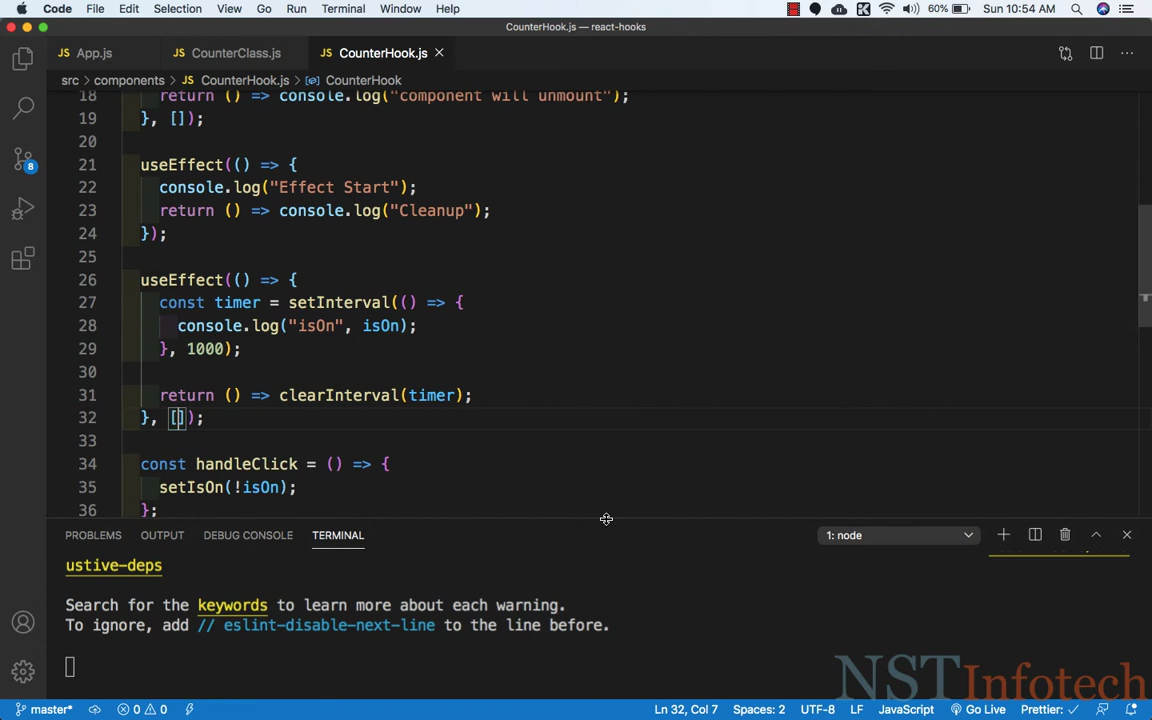 Code File Edit Selection View Go Run Terminal Window Help 60% Sun 10:54 AM
CounterHook.js — react-hooks
JS App.js JS CounterClass.js JS CounterHook.js
src > components > JS CounterHook.js > CounterHook
18 return () => console.log("component will unmount");
19 }, []);
20
21 useEffect(() => {
22 console.log("Effect Start");
23 return () => console.log("Cleanup");
24 });
25
26 useEffect(() => {
27 const timer = setInterval(() => {
28 console.log("isOn", isOn);
29 }, 1000);
30
31 return () => clearInterval(timer);
32 }, []);
33
34 const handleClick = () => {
35 setIsOn(!isOn);
36 };
8
PROBLEMS OUTPUT DEBUG CONSOLE TERMINAL 1: node
ustive-deps
Search for the keywords to learn more about each warning.
To ignore, add // eslint-disable-next-line to the line before.
NSTInfotech
master* 0 0 Ln 32, Col 7 Spaces: 2 UTF-8 LF JavaScript Go Live Prettier: ✓